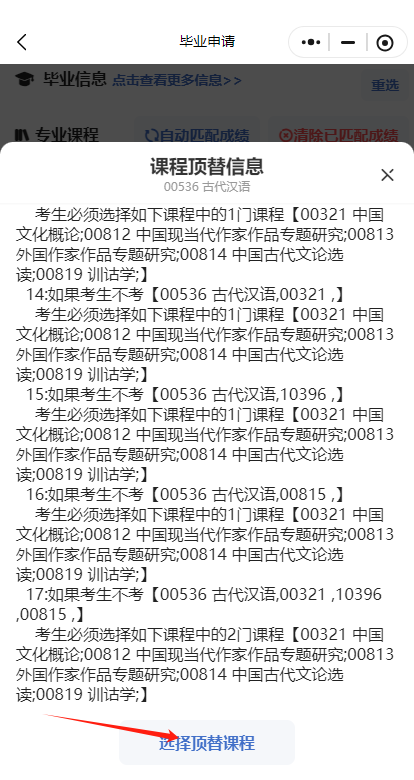 毕业申请
毕业信息 点击查看更多信息>>
重选
专业课程
自动匹配成绩
清除已匹配成绩
课程顶替信息
00536 古代汉语
考生必须选择如下课程中的1门课程【00321 中国
文化概论;00812 中国现当代作家作品专题研究;00813
外国作家作品专题研究;00814 中国古代文论选
读;00819 训诂学;】
14:如果考生不考【00536 古代汉语,00321 ,】
考生必须选择如下课程中的1门课程【00321 中国
文化概论;00812 中国现当代作家作品专题研究;00813
外国作家作品专题研究;00814 中国古代文论选
读;00819 训诂学;】
15:如果考生不考【00536 古代汉语,10396 ,】
考生必须选择如下课程中的1门课程【00321 中国
文化概论;00812 中国现当代作家作品专题研究;00813
外国作家作品专题研究;00814 中国古代文论选
读;00819 训诂学;】
16:如果考生不考【00536 古代汉语,00815 ,】
考生必须选择如下课程中的1门课程【00321 中国
文化概论;00812 中国现当代作家作品专题研究;00813
外国作家作品专题研究;00814 中国古代文论选
读;00819 训诂学;】
17:如果考生不考【00536 古代汉语,00321 ,10396
,00815 ,】
考生必须选择如下课程中的2门课程【00321 中国
文化概论;00812 中国现当代作家作品专题研究;00813
外国作家作品专题研究;00814 中国古代文论选
读;00819 训诂学;】
选择顶替课程